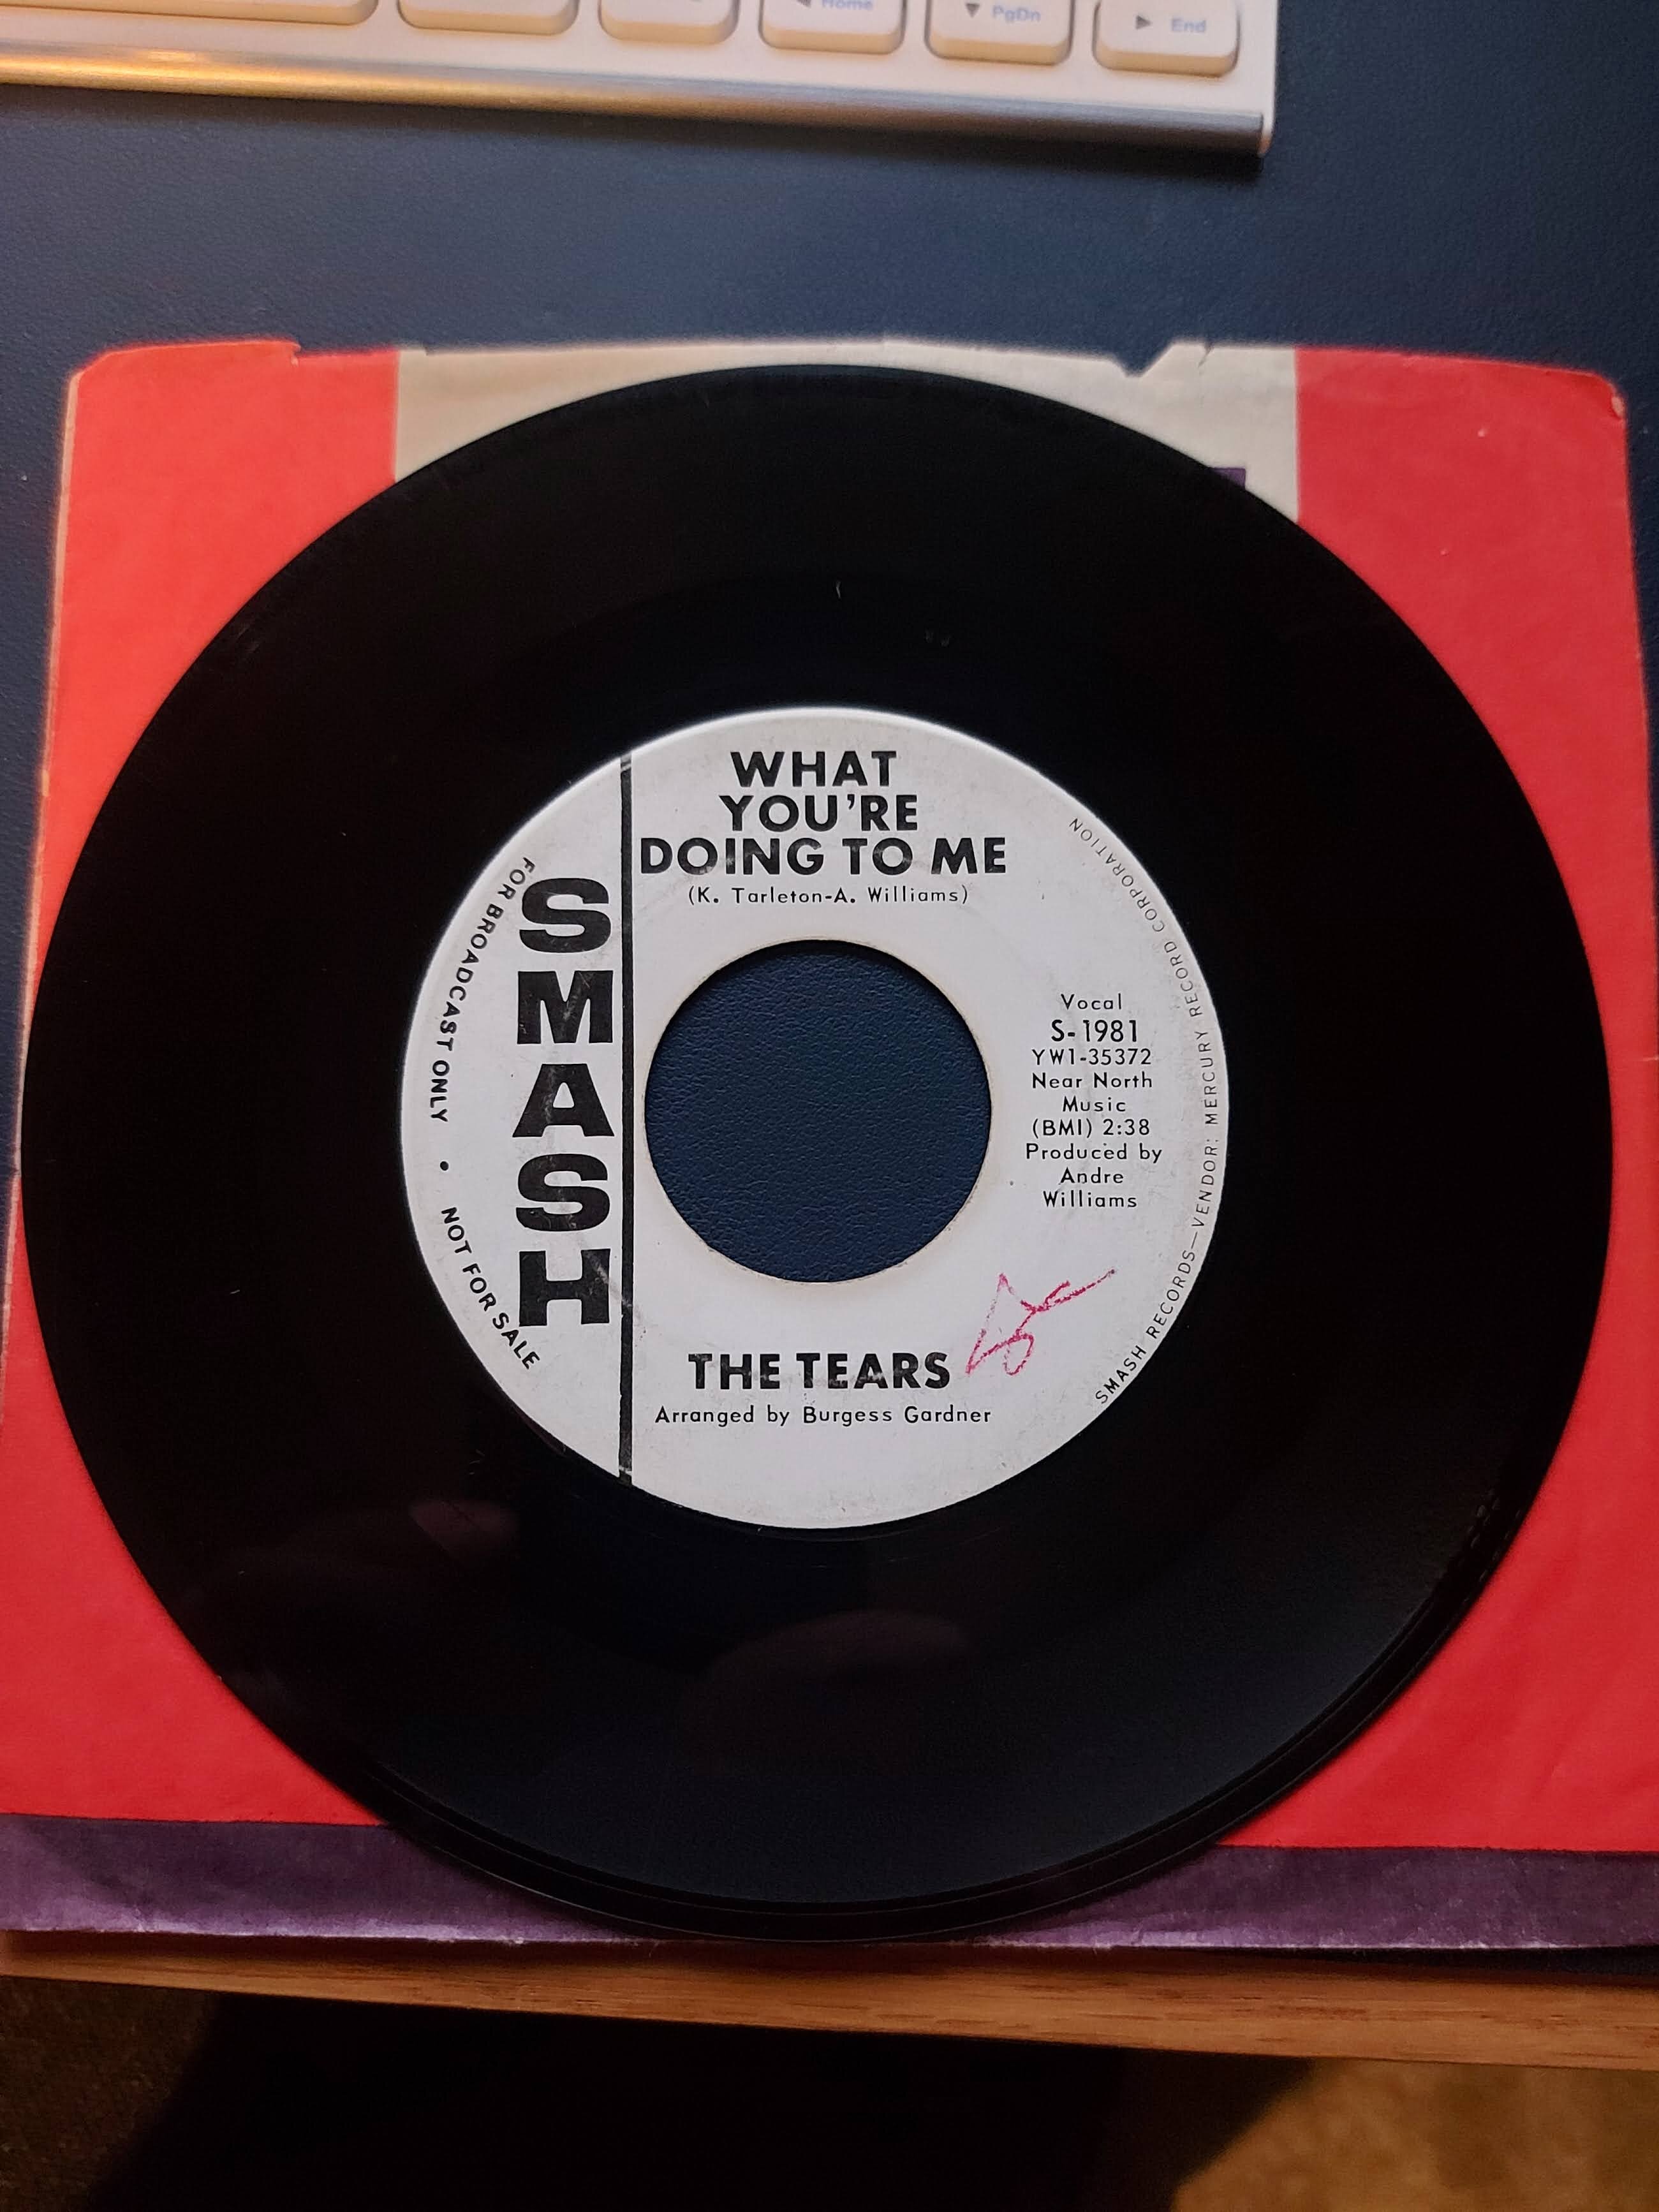 Home
PgDn
End
WHAT
YOU'RE
DOING TO ME
(K. Tarleton-A. Williams)
SMASH
FOR BROADCAST ONLY • NOT FOR SALE
Vocal
S-1981
YW1-35372
Near North
Music
(BMI) 2:38
Produced by
Andre
Williams
SMASH RECORDS—VENDOR: MERCURY RECORD CORPORATION
THE TEARS
Arranged by Burgess Gardner